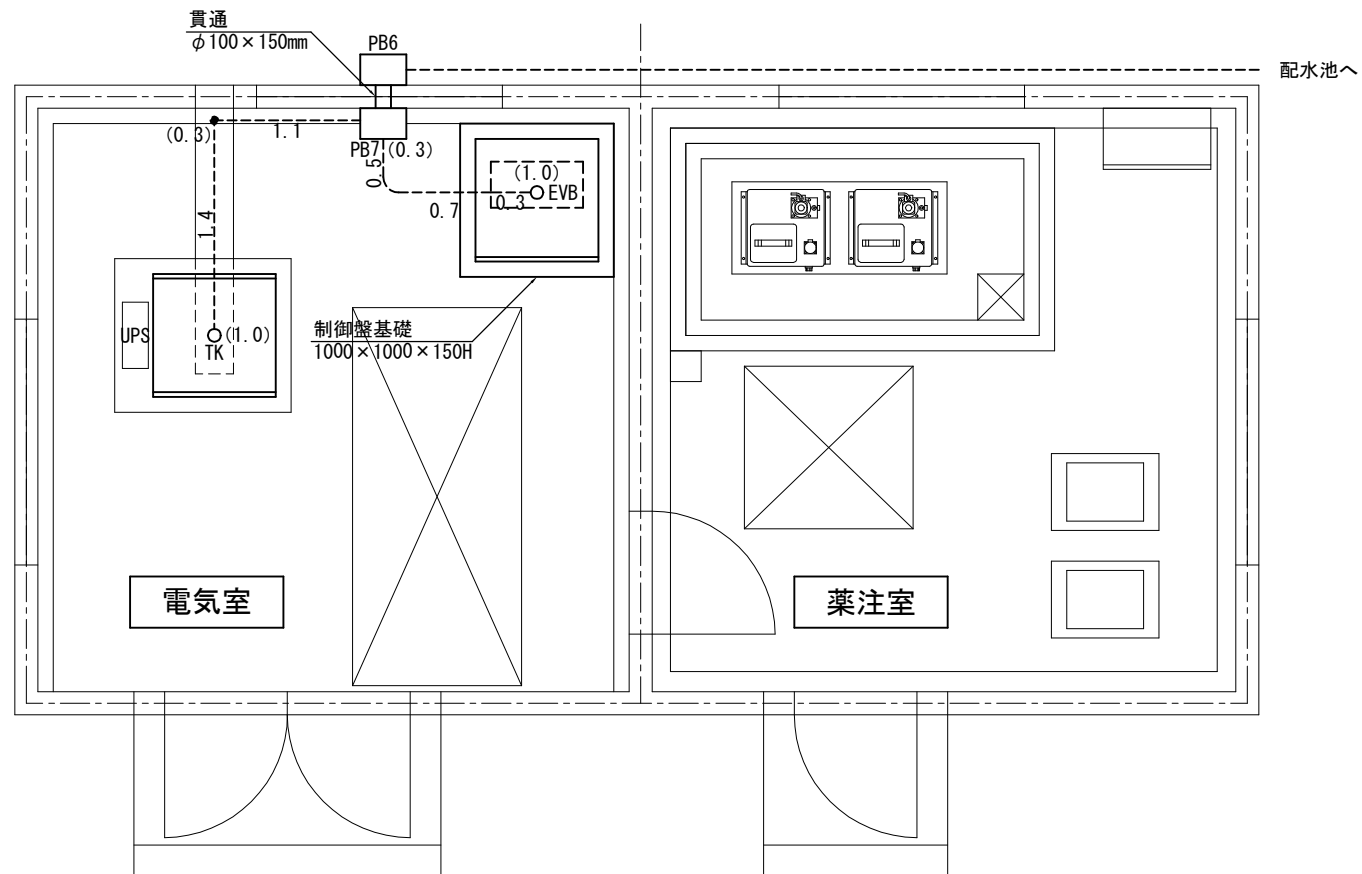 貫通
φ100×150mm
PB6
配水池へ
(0.3)
1.1
PB7(0.3)
0.5
(1.0)
EVB
0.7
0.3
1.4
UPS
(1.0)
TK
制御盤基礎
1000×1000×150H
電気室
薬注室